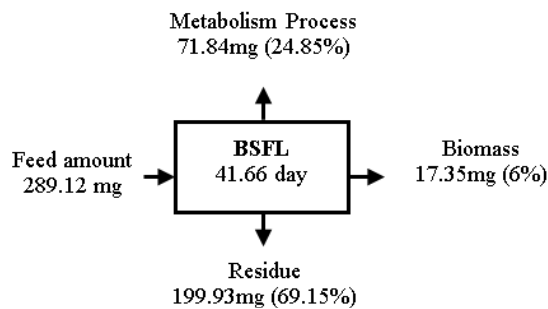 Metabolism Process
71.84mg (24.85%)
Feed amount
289.12 mg
BSFL
41.66 day
Biomass
17.35mg (6%)
Residue
199.93mg (69.15%)